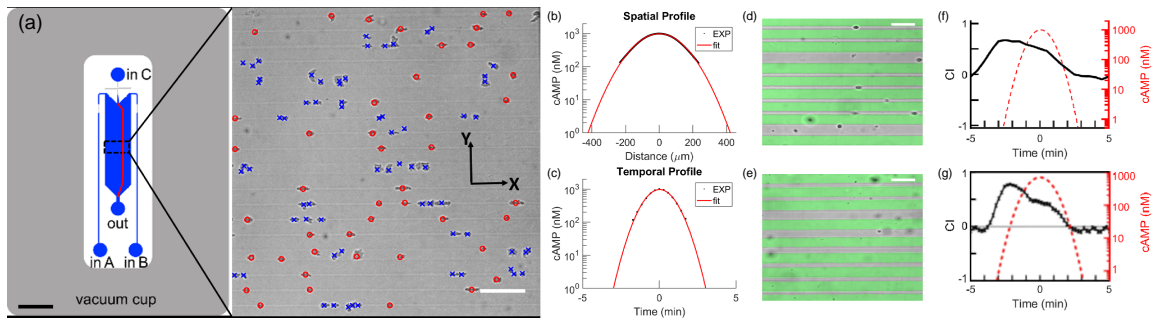 (a)
in C
out
in A
in B
vacuum cup
Y
X
(b)
Spatial Profile
cAMP (nM)
10³
10²
10¹
10⁰
EXP
fit
-400
-200
0
200
400
Distance (μm)
(c)
Temporal Profile
cAMP (nM)
10³
10²
10¹
10⁰
EXP
fit
-5
0
5
Time (min)
(d)
(e)
(f)
CI
1
0
-1
-5
0
5
Time (min)
1000
100
10
1
cAMP (nM)
(g)
CI
1
0
-1
-5
0
5
Time (min)
1000
100
10
1
cAMP (nM)